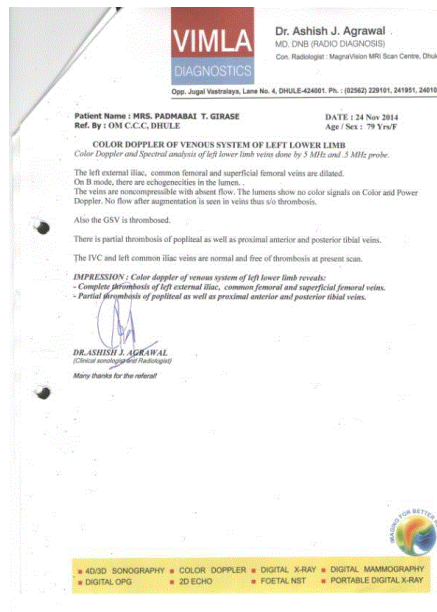 VIMLA
DIAGNOSTICS
Dr. Ashish J. Agrawal
MD. DNB (RADIO DIAGNOSIS)
Con. Radiologist : MagnaVision MRI Scan Centre, Dhule
Opp. Jugal Vastralaya, Lane No. 4, DHULE-424001. Ph. : (02562) 229101, 241951, 24010
Patient Name : MRS. PADMABAI T. GIRASE
DATE : 24 Nov 2014
Ref. By : OM C.C.C, DHULE
Age / Sex : 79 Yrs/F
COLOR DOPPLER OF VENOUS SYSTEM OF LEFT LOWER LIMB
Color Doppler and Spectral analysis of left lower limb veins done by 5 MHz and .5 MHz probe.
The left external iliac, common femoral and superficial femoral veins are dilated.
On B mode, there are echogenecities in the lumen. .
The veins are noncompressible with absent flow. The lumens show no color signals on Color and Power
Doppler. No flow after augmentation is seen in veins thus s/o thrombosis.
Also the GSV is thrombosed.
There is partial thrombosis of popliteal as well as proximal anterior and posterior tibial veins.
The IVC and left common iliac veins are normal and free of thrombosis at present scan.
IMPRESSION : Color doppler of venous system of left lower limb reveals:
- Complete thrombosis of left external iliac, common femoral and superficial femoral veins.
- Partial thrombosis of popliteal as well as proximal anterior and posterior tibial veins.
DR.ASHISH J. AGRAWAL
(Clinical sonologist and Radiologist)
Many thanks for the referral!
IMAGING FOR BETTER
4D/3D SONOGRAPHY COLOR DOPPLER DIGITAL X-RAY DIGITAL MAMMOGRAPHY
DIGITAL OPG 2D ECHO FOETAL NST PORTABLE DIGITAL X-RAY